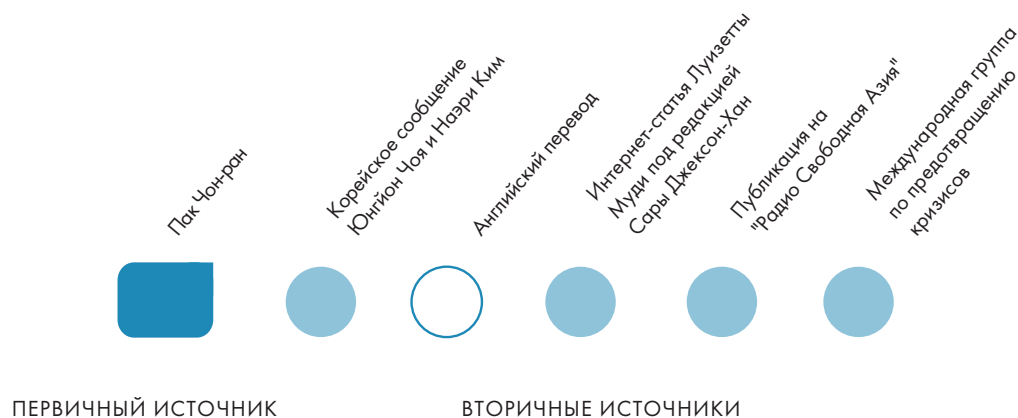 Пак Чон-ран
Корейское сообщение
Юнгйон Чоя и Наэри Ким
Английский перевод
Интернет-статья Луизетты
Муди под редакцией
Сары Джексон-Хан
Публикация на
"Радио Свободная Азия"
Международная группа
по предотвращению
кризисов
ПЕРВИЧНЫЙ ИСТОЧНИК
ВТОРИЧНЫЕ ИСТОЧНИКИ